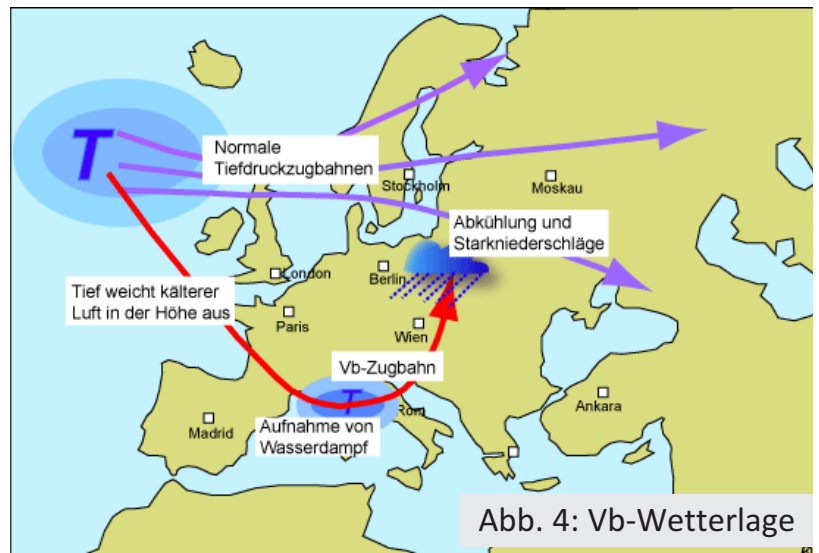 T
Normale
Tiefdruckzugbahnen
Stockholm
Moskau
Abkühlung und
Starkniederschläge
London
Berlin
Tief weicht kälterer
Luft in der Höhe aus
Paris
Wien
Vb-Zugbahn
T
Rom
Ankara
Madrid
Aufnahme von
Wasserdampf
Abb. 4: Vb-Wetterlage